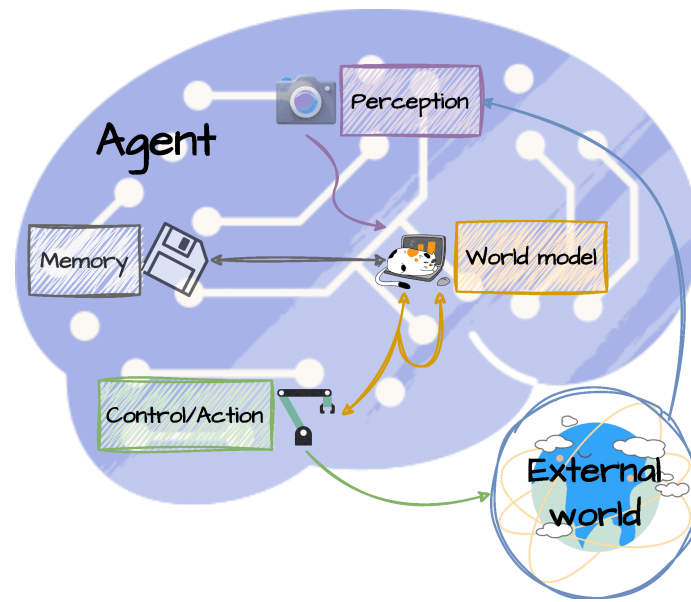 Perception
Agent
Memory
World model
Control/Action
External
world